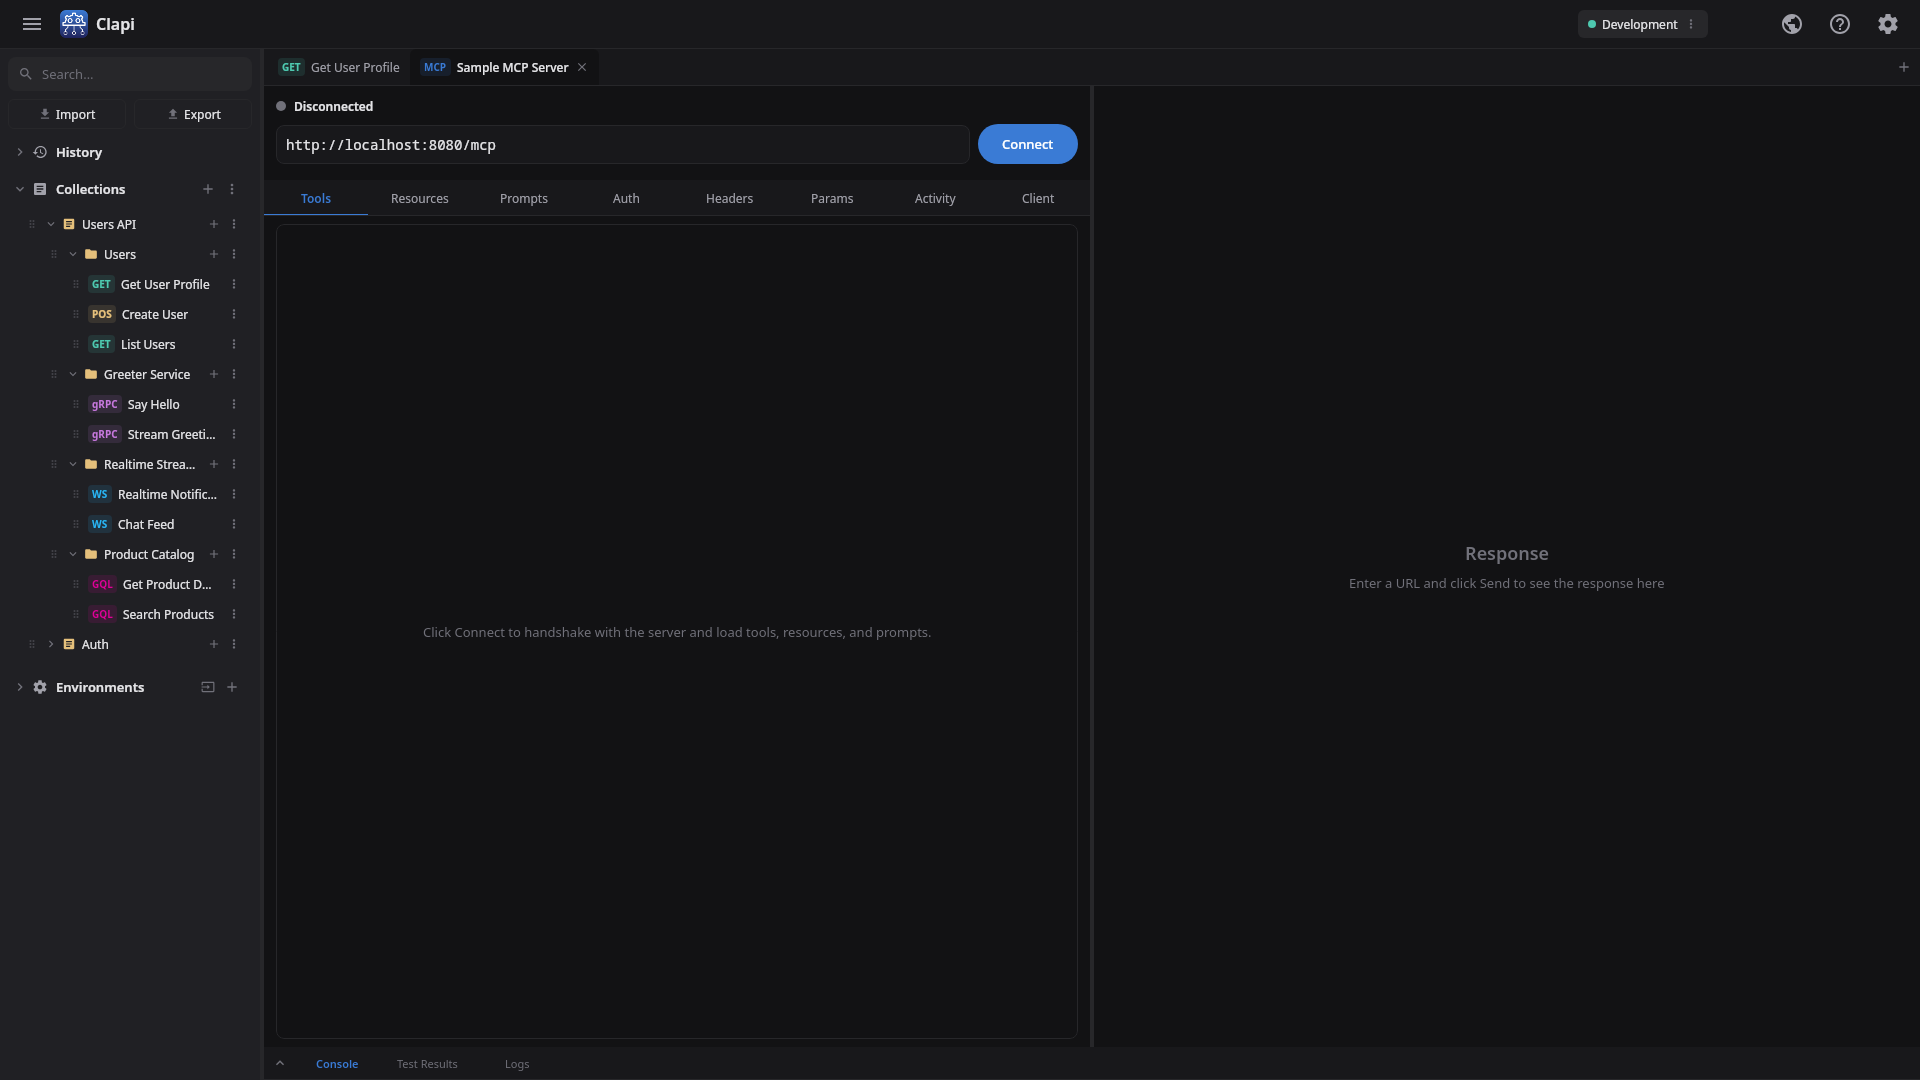 Clapi
Development
Search...
Import
Export
History
Collections
Users API
Users
GET Get User Profile
POS Create User
GET List Users
Greeter Service
gRPC Say Hello
gRPC Stream Greeti...
Realtime Strea...
WS Realtime Notific...
WS Chat Feed
Product Catalog
GQL Get Product D...
GQL Search Products
Auth
Environments
GET Get User Profile
MCP Sample MCP Server
Disconnected
http://localhost:8080/mcp
Connect
Tools Resources Prompts Auth Headers Params Activity Client
Click Connect to handshake with the server and load tools, resources, and prompts.
Response
Enter a URL and click Send to see the response here
Console Test Results Logs